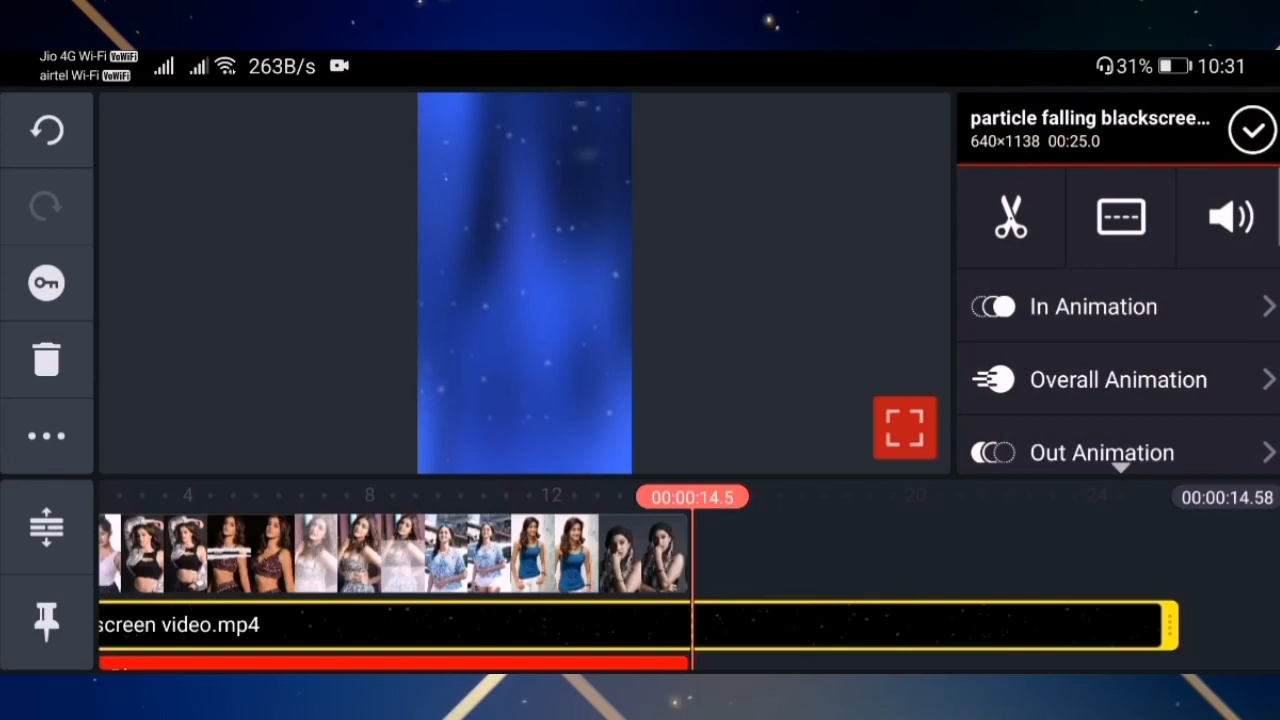 Jio 4G Wi-Fi VoWiFi
airtel Wi-Fi VoWiFi
263B/s
31% 10:31
particle falling blackscree...
640×1138 00:25.0
In Animation
Overall Animation
Out Animation
4 8 12 00:00:14.5 20 24 00:00:14.58
screen video.mp4